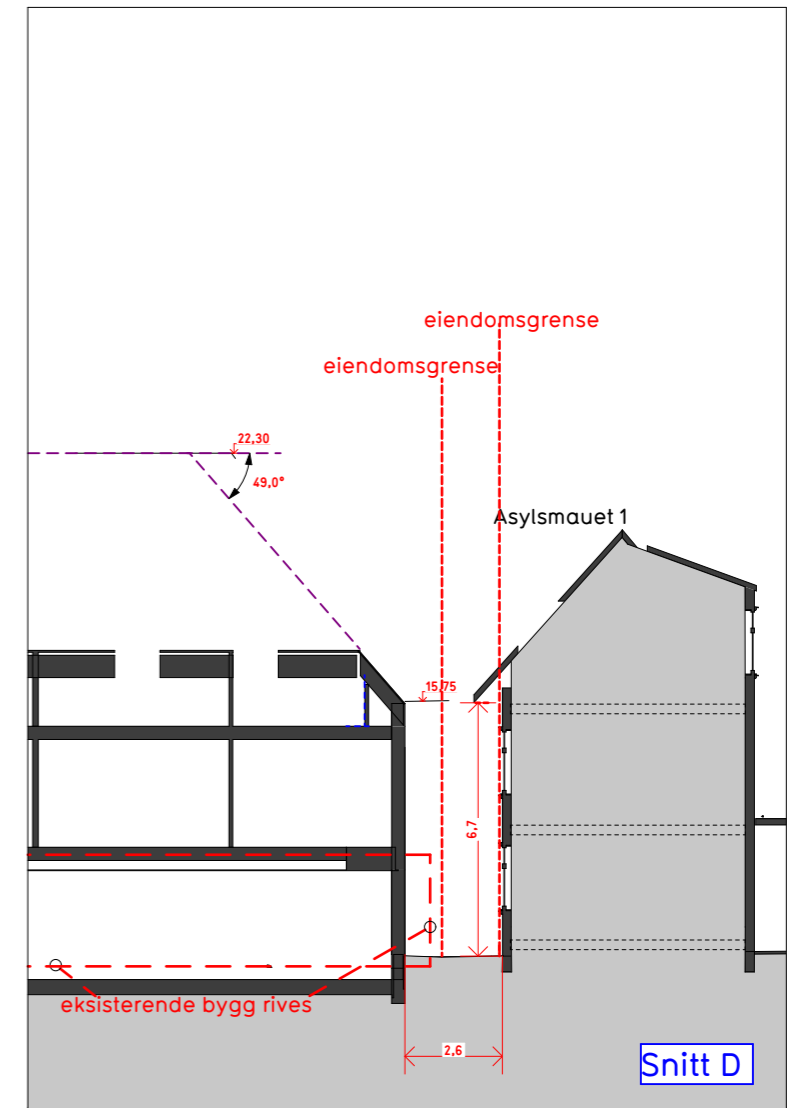 eiendomsgrense
eiendomsgrense
22,30
49,0°
Asylsmauet 1
15,75
6,7
eksisterende bygg rives
2,6
Snitt D